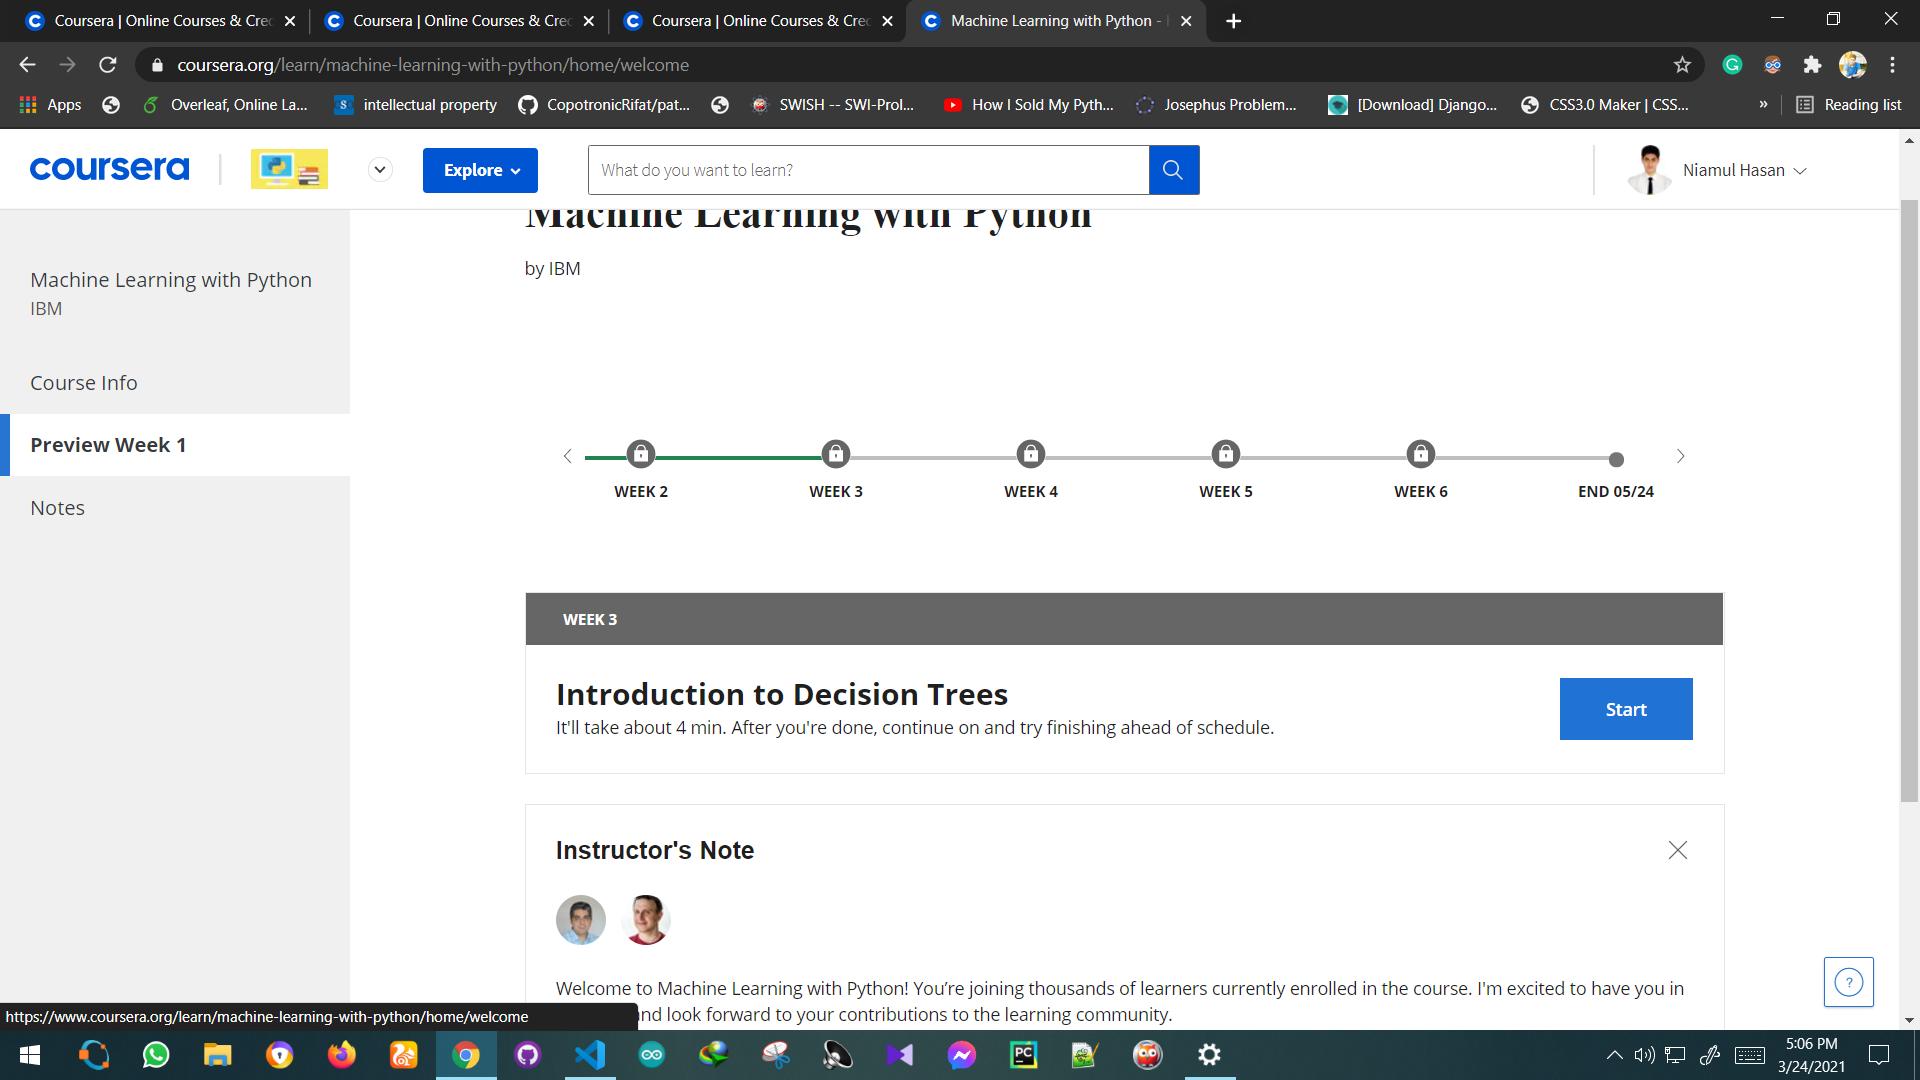 Coursera | Online Courses & Cred
Coursera | Online Courses & Cred
Coursera | Online Courses & Cred
Machine Learning with Python -
coursera.org/learn/machine-learning-with-python/home/welcome
Apps
Overleaf, Online La...
intellectual property
CopotronicRifat/pat...
SWISH -- SWI-Prol...
How I Sold My Pyth...
Josephus Problem...
[Download] Django...
CSS3.0 Maker | CSS...
»
Reading list
coursera
Explore
What do you want to learn?
Niamul Hasan
Machine Learning with Python
by IBM
Machine Learning with Python
IBM
Course Info
Preview Week 1
Notes
WEEK 2
WEEK 3
WEEK 4
WEEK 5
WEEK 6
END 05/24
WEEK 3
Introduction to Decision Trees
It'll take about 4 min. After you're done, continue on and try finishing ahead of schedule.
Start
Instructor's Note
Welcome to Machine Learning with Python! You’re joining thousands of learners currently enrolled in the course. I'm excited to have you in
and look forward to your contributions to the learning community.
?
https://www.coursera.org/learn/machine-learning-with-python/home/welcome
PC
5:06 PM
3/24/2021